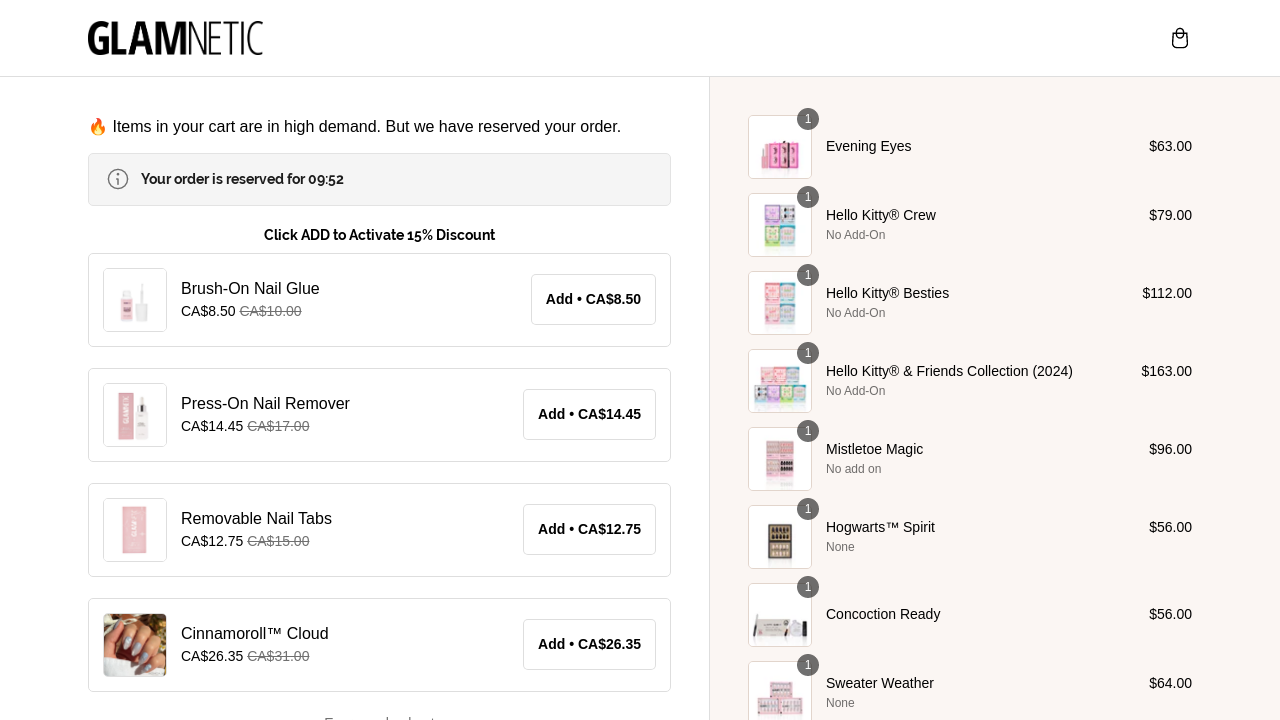 GLAMNETIC
🔥 Items in your cart are in high demand. But we have reserved your order.
Your order is reserved for 09:52
Click ADD to Activate 15% Discount
Brush-On Nail Glue
CA$8.50 CA$10.00
Add • CA$8.50
Press-On Nail Remover
CA$14.45 CA$17.00
Add • CA$14.45
Removable Nail Tabs
CA$12.75 CA$15.00
Add • CA$12.75
Cinnamoroll™ Cloud
CA$26.35 CA$31.00
Add • CA$26.35
1
Evening Eyes
$63.00
1
Hello Kitty® Crew
No Add-On
$79.00
1
Hello Kitty® Besties
No Add-On
$112.00
1
Hello Kitty® & Friends Collection (2024)
No Add-On
$163.00
1
Mistletoe Magic
No add on
$96.00
1
Hogwarts™ Spirit
None
$56.00
1
Concoction Ready
$56.00
1
Sweater Weather
None
$64.00